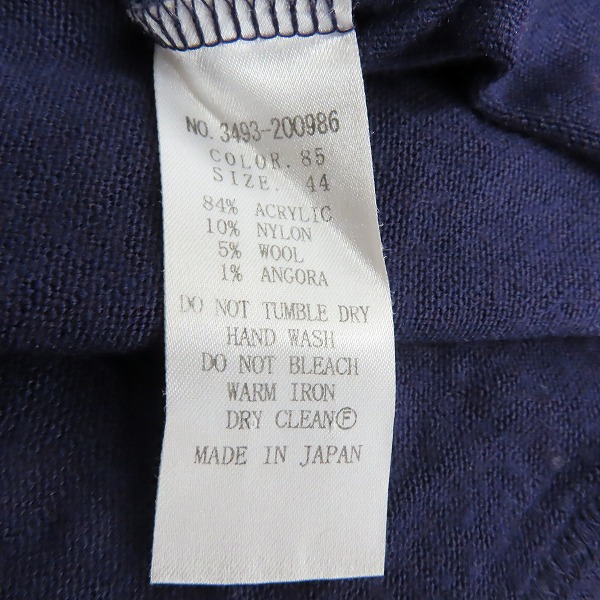 NO. 3493-200986
COLOR. 85
SIZE. 44
84% ACRYLIC
10% NYLON
5% WOOL
1% ANGORA
DO NOT TUMBLE DRY
HAND WASH
DO NOT BLEACH
WARM IRON
DRY CLEANⒻ
MADE IN JAPAN